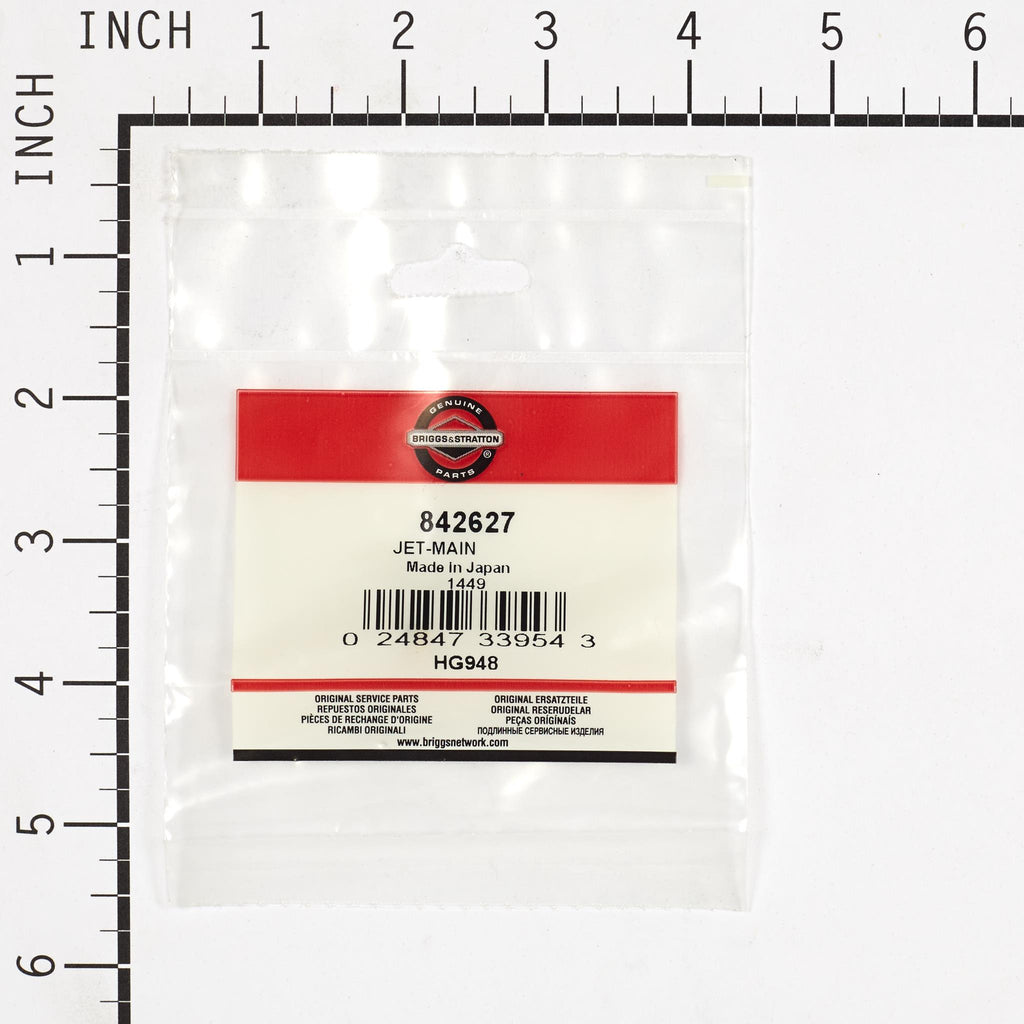 INCH 1 2 3 4 5 6
INCH
1
2
3
4
5
6
GENUINE
BRIGGS&STRATTON
®
PARTS
842627
JET-MAIN
Made In Japan
1449
0 24847 33954 3
HG948
ORIGINAL SERVICE PARTS
REPUESTOS ORIGINALES
PIÈCES DE RECHANGE D'ORIGINE
RICAMBI ORIGINALI
ORIGINAL ERSATZTEILE
ORIGINAL RESERUDELAR
PEÇAS ORÍGÍNAÍS
ПОДЛИННЫЕ СЕРВИСНЫЕ ИЗДЕЛИЯ
www.briggsnetwork.com